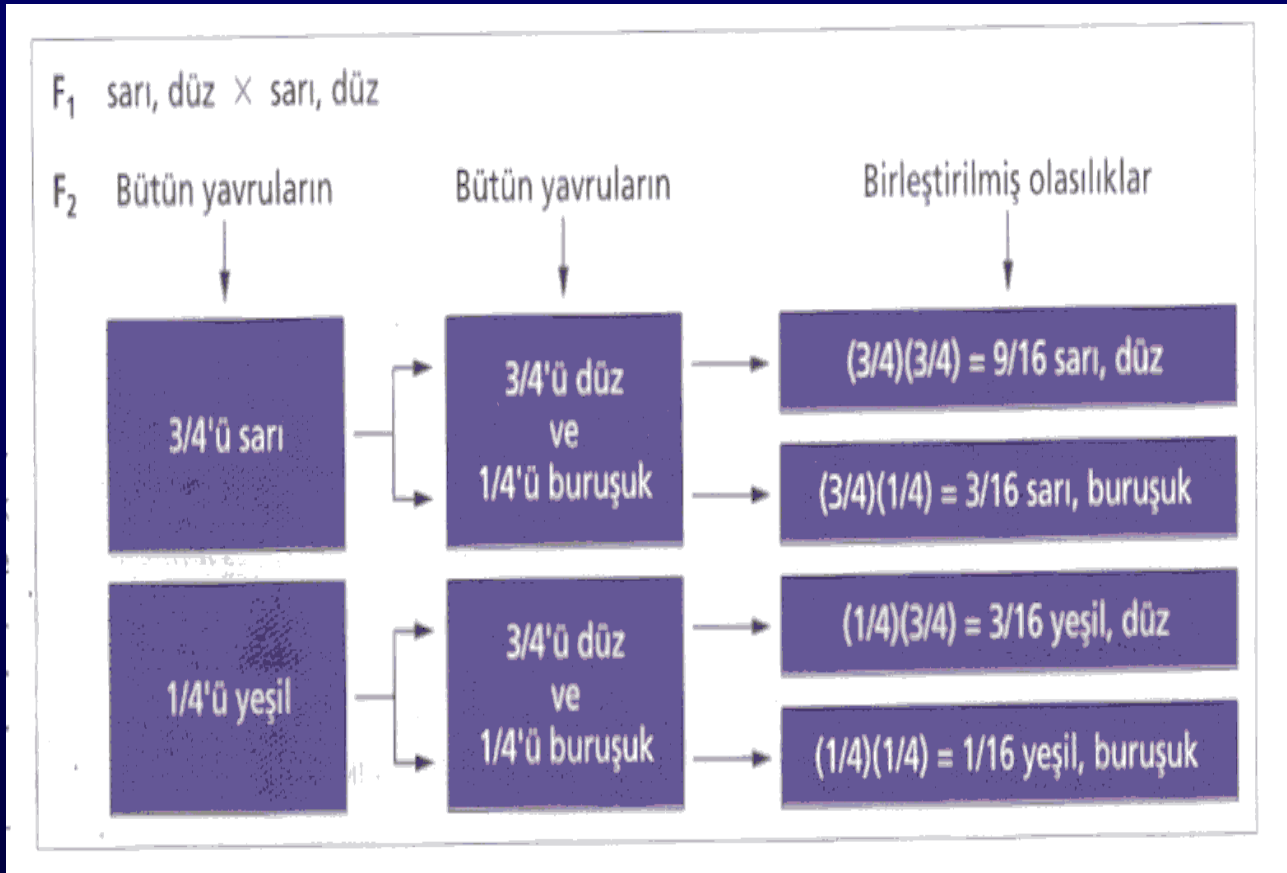 F₁ sarı, düz × sarı, düz
F₂ Bütün yavruların Bütün yavruların Birleştirilmiş olasılıklar
3/4'ü sarı
3/4'ü düz
ve
1/4'ü buruşuk
(3/4)(3/4) = 9/16 sarı, düz
(3/4)(1/4) = 3/16 sarı, buruşuk
1/4'ü yeşil
3/4'ü düz
ve
1/4'ü buruşuk
(1/4)(3/4) = 3/16 yeşil, düz
(1/4)(1/4) = 1/16 yeşil, buruşuk